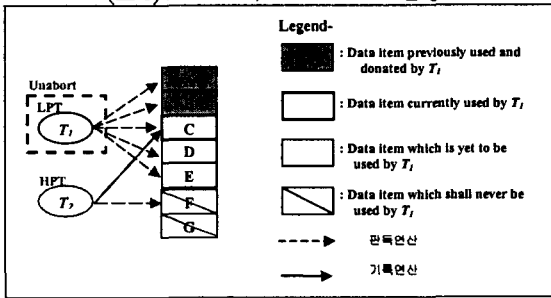 Legend-
: Data item previously used and
donated by T₁
Unabort
LPT
T₁
C
: Data item currently used by T₁
D
E
: Data item which is yet to be
used by T₁
HPT
T₂
F
G
: Data item which shall never be
used by T₁
판독연산
기록연산